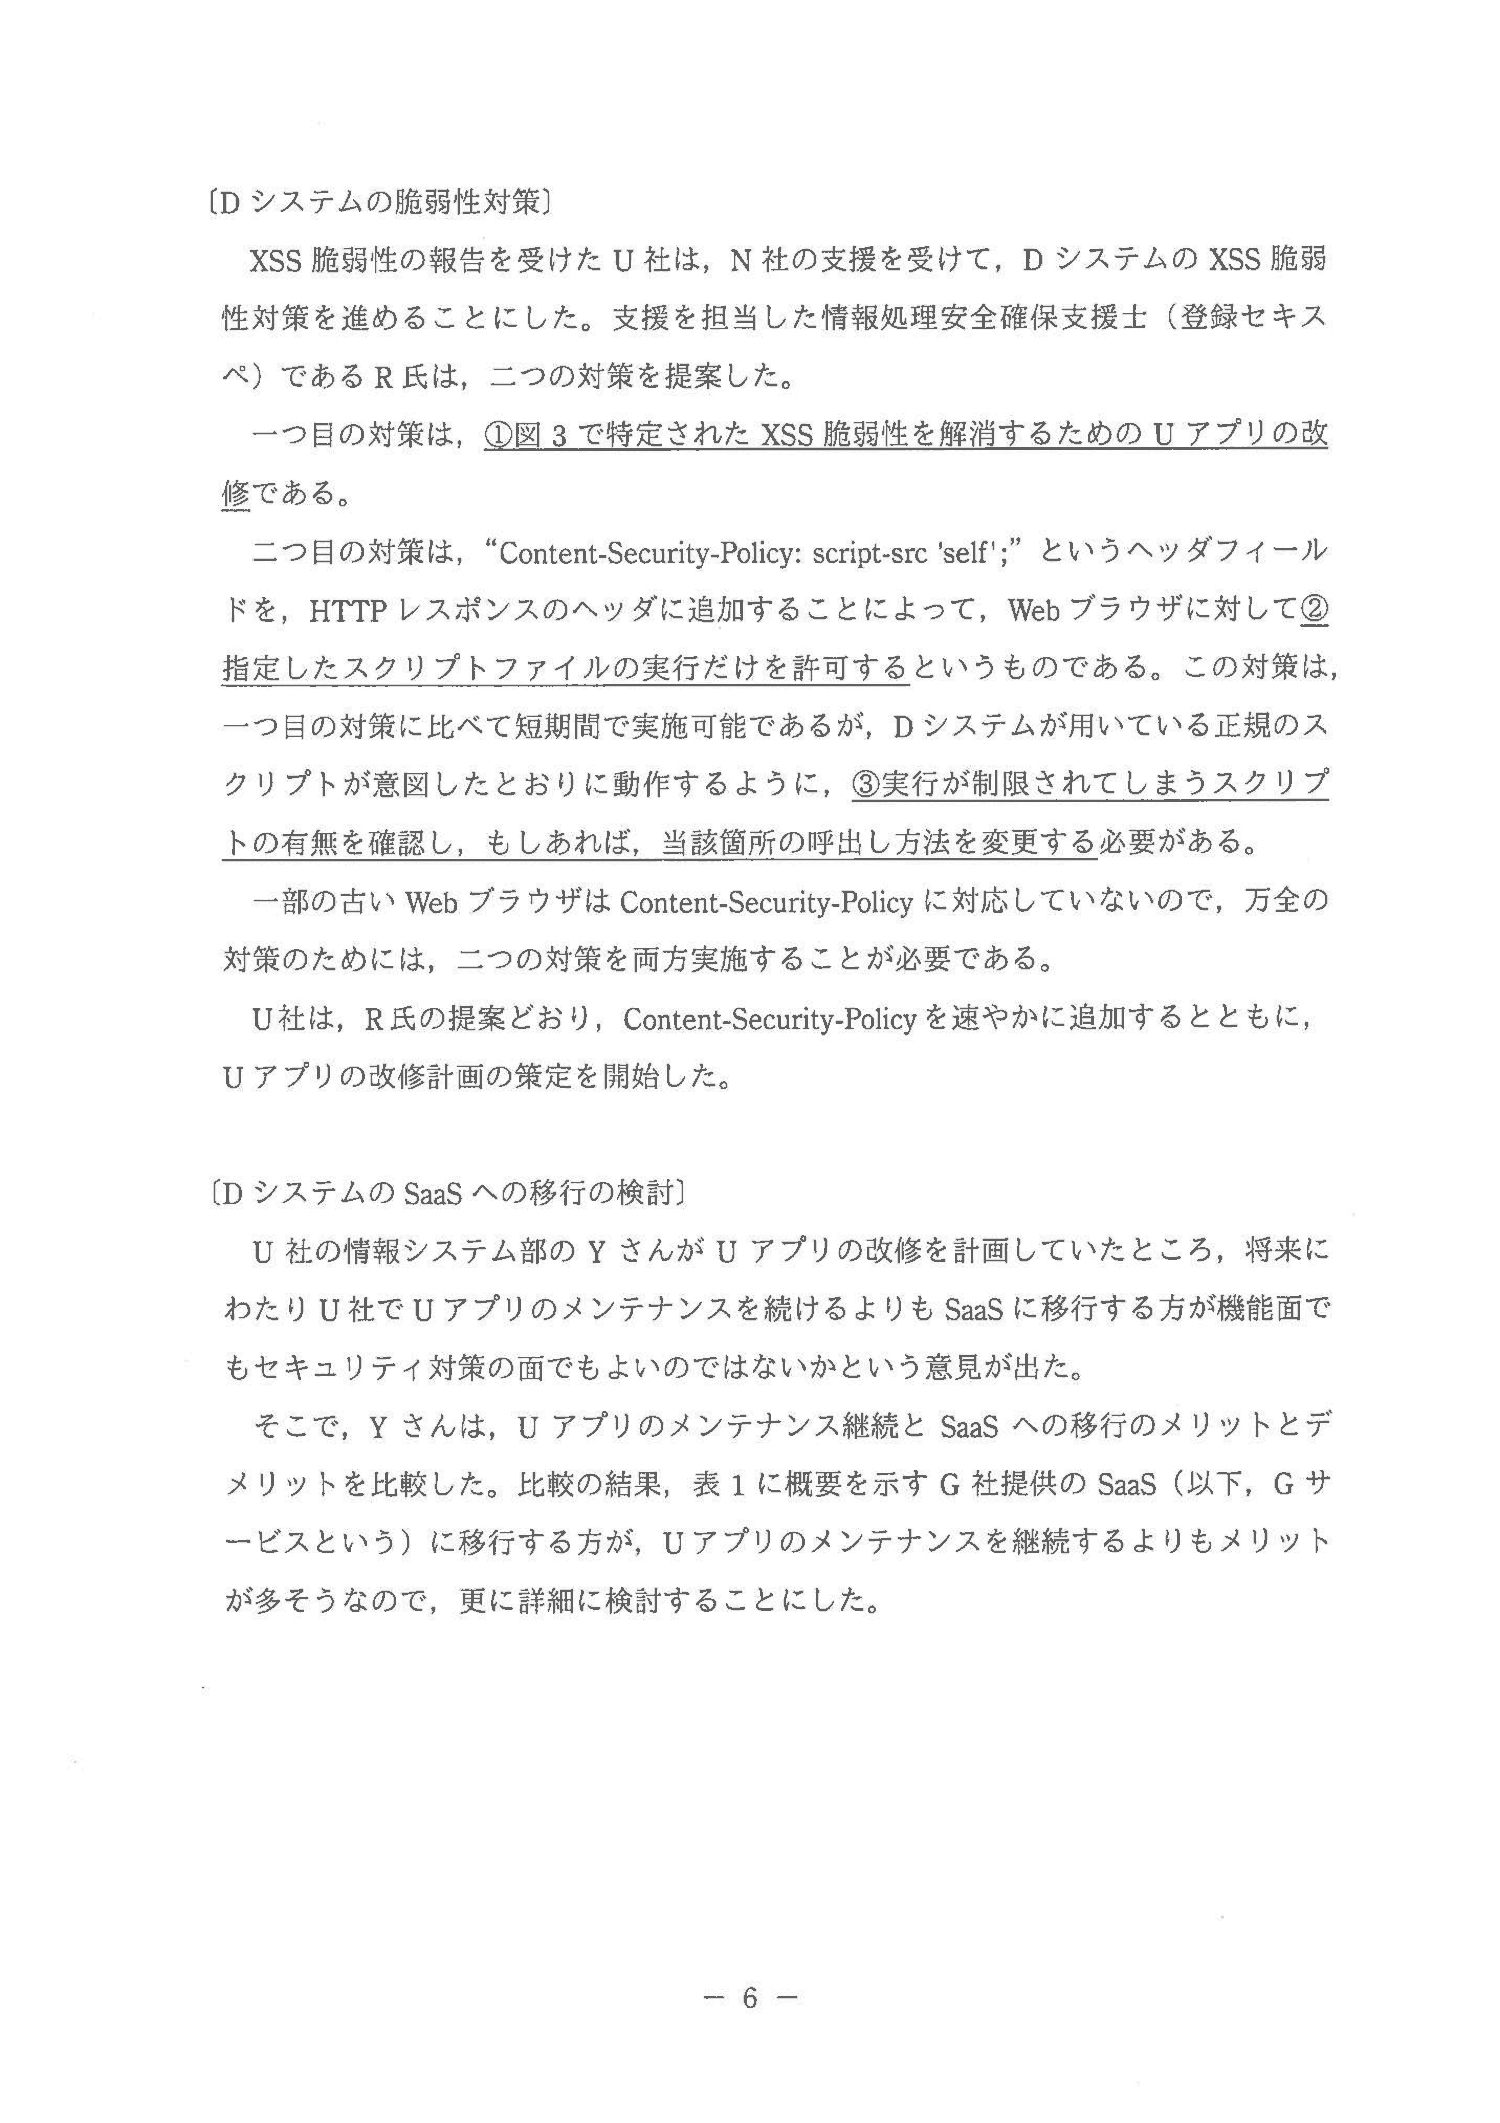 〔D システムの脆弱性対策〕
XSS 脆弱性の報告を受けた U 社は，N 社の支援を受けて，D システムの XSS 脆弱
性対策を進めることにした。支援を担当した情報処理安全確保支援士（登録セキス
ペ）である R 氏は，二つの対策を提案した。
一つ目の対策は，①図 3 で特定された XSS 脆弱性を解消するための U アプリの改
修である。
二つ目の対策は，“Content-Security-Policy: script-src 'self';” というヘッダフィール
ドを，HTTP レスポンスのヘッダに追加することによって，Web ブラウザに対して②
指定したスクリプトファイルの実行だけを許可するというものである。この対策は，
一つ目の対策に比べて短期間で実施可能であるが，D システムが用いている正規のス
クリプトが意図したとおりに動作するように，③実行が制限されてしまうスクリプ
トの有無を確認し，もしあれば，当該箇所の呼出し方法を変更する必要がある。
一部の古い Web ブラウザは Content-Security-Policy に対応していないので，万全の
対策のためには，二つの対策を両方実施することが必要である。
U社は，R 氏の提案どおり，Content-Security-Policy を速やかに追加するとともに，
U アプリの改修計画の策定を開始した。
〔D システムの SaaS への移行の検討〕
U 社の情報システム部の Y さんが U アプリの改修を計画していたところ，将来に
わたり U 社で U アプリのメンテナンスを続けるよりも SaaS に移行する方が機能面で
もセキュリティ対策の面でもよいのではないかという意見が出た。
そこで，Y さんは，U アプリのメンテナンス継続と SaaS への移行のメリットとデ
メリットを比較した。比較の結果，表 1 に概要を示す G 社提供の SaaS（以下，G サ
ービスという）に移行する方が，U アプリのメンテナンスを継続するよりもメリット
が多そうなので，更に詳細に検討することにした。
－ 6 －